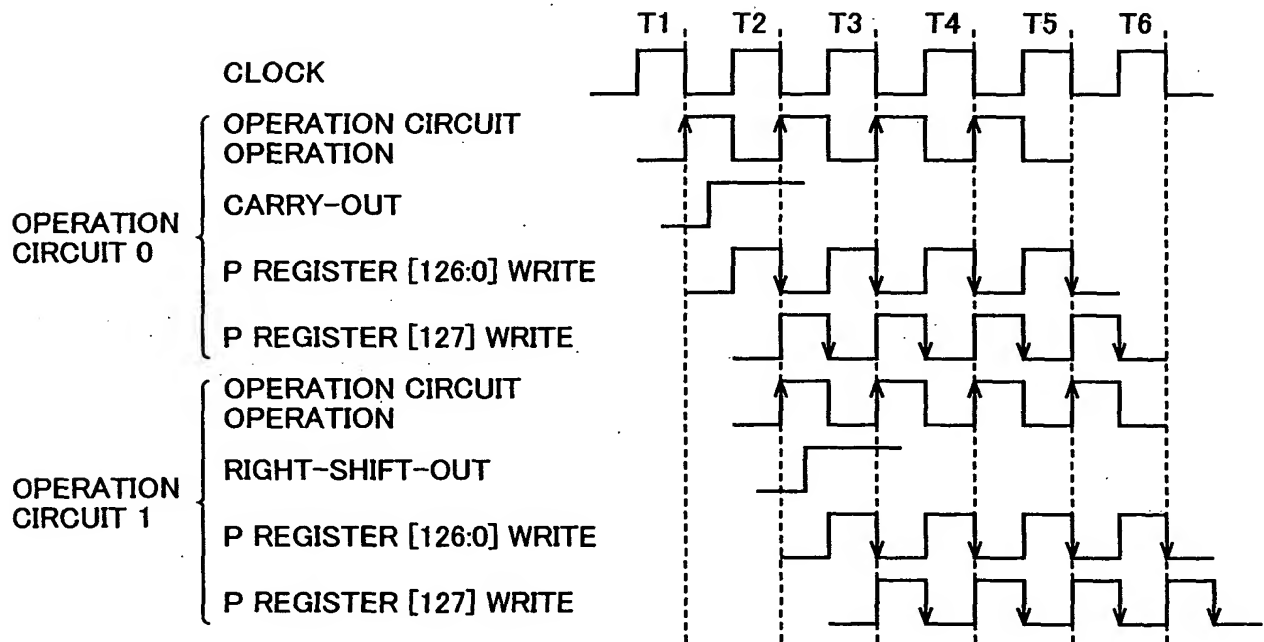 T1 T2 T3 T4 T5 T6
CLOCK
OPERATION CIRCUIT
OPERATION
CARRY-OUT
OPERATION
CIRCUIT 0
P REGISTER [126:0] WRITE
P REGISTER [127] WRITE
OPERATION CIRCUIT
OPERATION
RIGHT-SHIFT-OUT
OPERATION
CIRCUIT 1
P REGISTER [126:0] WRITE
P REGISTER [127] WRITE